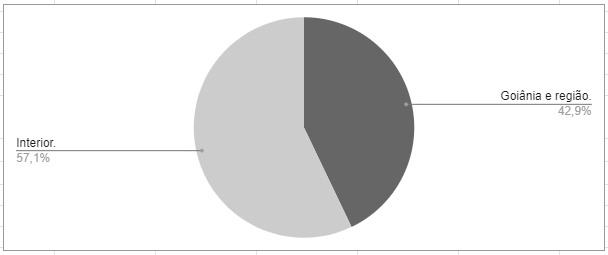 Goiânia e região.
42,9%
Interior.
57,1%